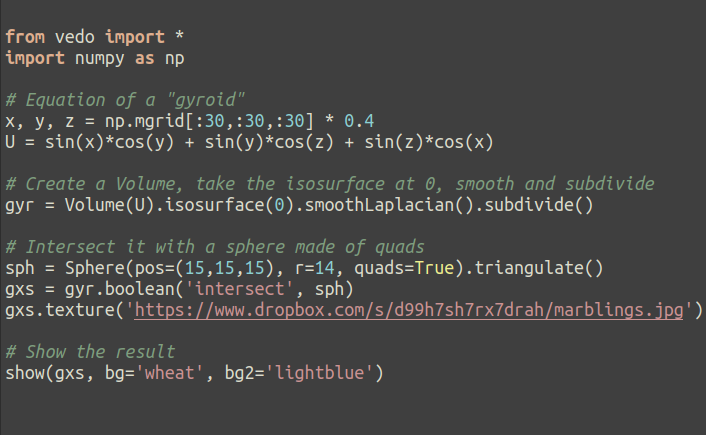 from vedo import *
import numpy as np
# Equation of a "gyroid"
x, y, z = np.mgrid[:30,:30,:30] * 0.4
U = sin(x)*cos(y) + sin(y)*cos(z) + sin(z)*cos(x)
# Create a Volume, take the isosurface at 0, smooth and subdivide
gyr = Volume(U).isosurface(0).smoothLaplacian().subdivide()
# Intersect it with a sphere made of quads
sph = Sphere(pos=(15,15,15), r=14, quads=True).triangulate()
gxs = gyr.boolean('intersect', sph)
gxs.texture('https://www.dropbox.com/s/d99h7sh7rx7drah/marblings.jpg')
# Show the result
show(gxs, bg='wheat', bg2='lightblue')